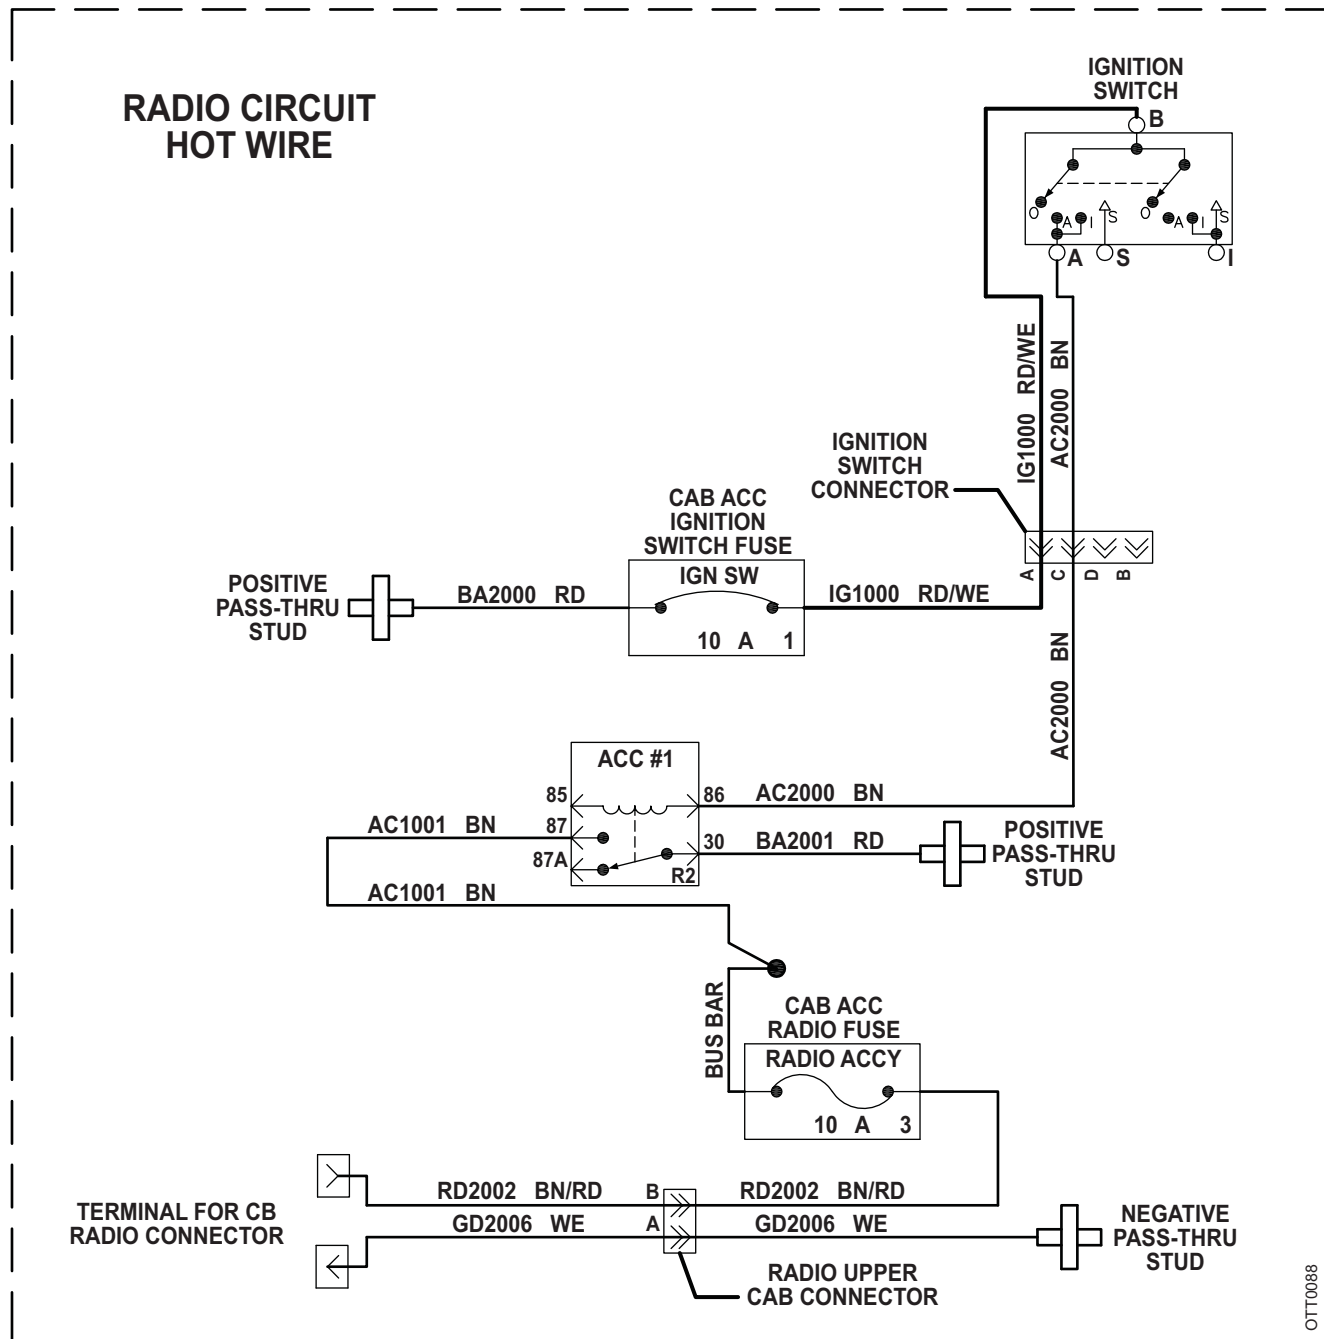 RADIO CIRCUIT
HOT WIRE
IGNITION
SWITCH
B
O
A
I
S
O
A
I
S
A
S
I
IG1000 RD/WE
AC2000 BN
IGNITION
SWITCH
CONNECTOR
A
C
D
B
CAB ACC
IGNITION
SWITCH FUSE
IGN SW
10 A 1
POSITIVE
PASS-THRU
STUD
BA2000 RD
IG1000 RD/WE
AC2000 BN
ACC #1
85
86
AC2000 BN
AC1001 BN
87
30
BA2001 RD
POSITIVE
PASS-THRU
STUD
87A
R2
AC1001 BN
BUS BAR
CAB ACC
RADIO FUSE
RADIO ACCY
10 A 3
TERMINAL FOR CB
RADIO CONNECTOR
RD2002 BN/RD
B
RD2002 BN/RD
GD2006 WE
A
GD2006 WE
NEGATIVE
PASS-THRU
STUD
RADIO UPPER
CAB CONNECTOR
OTT0088